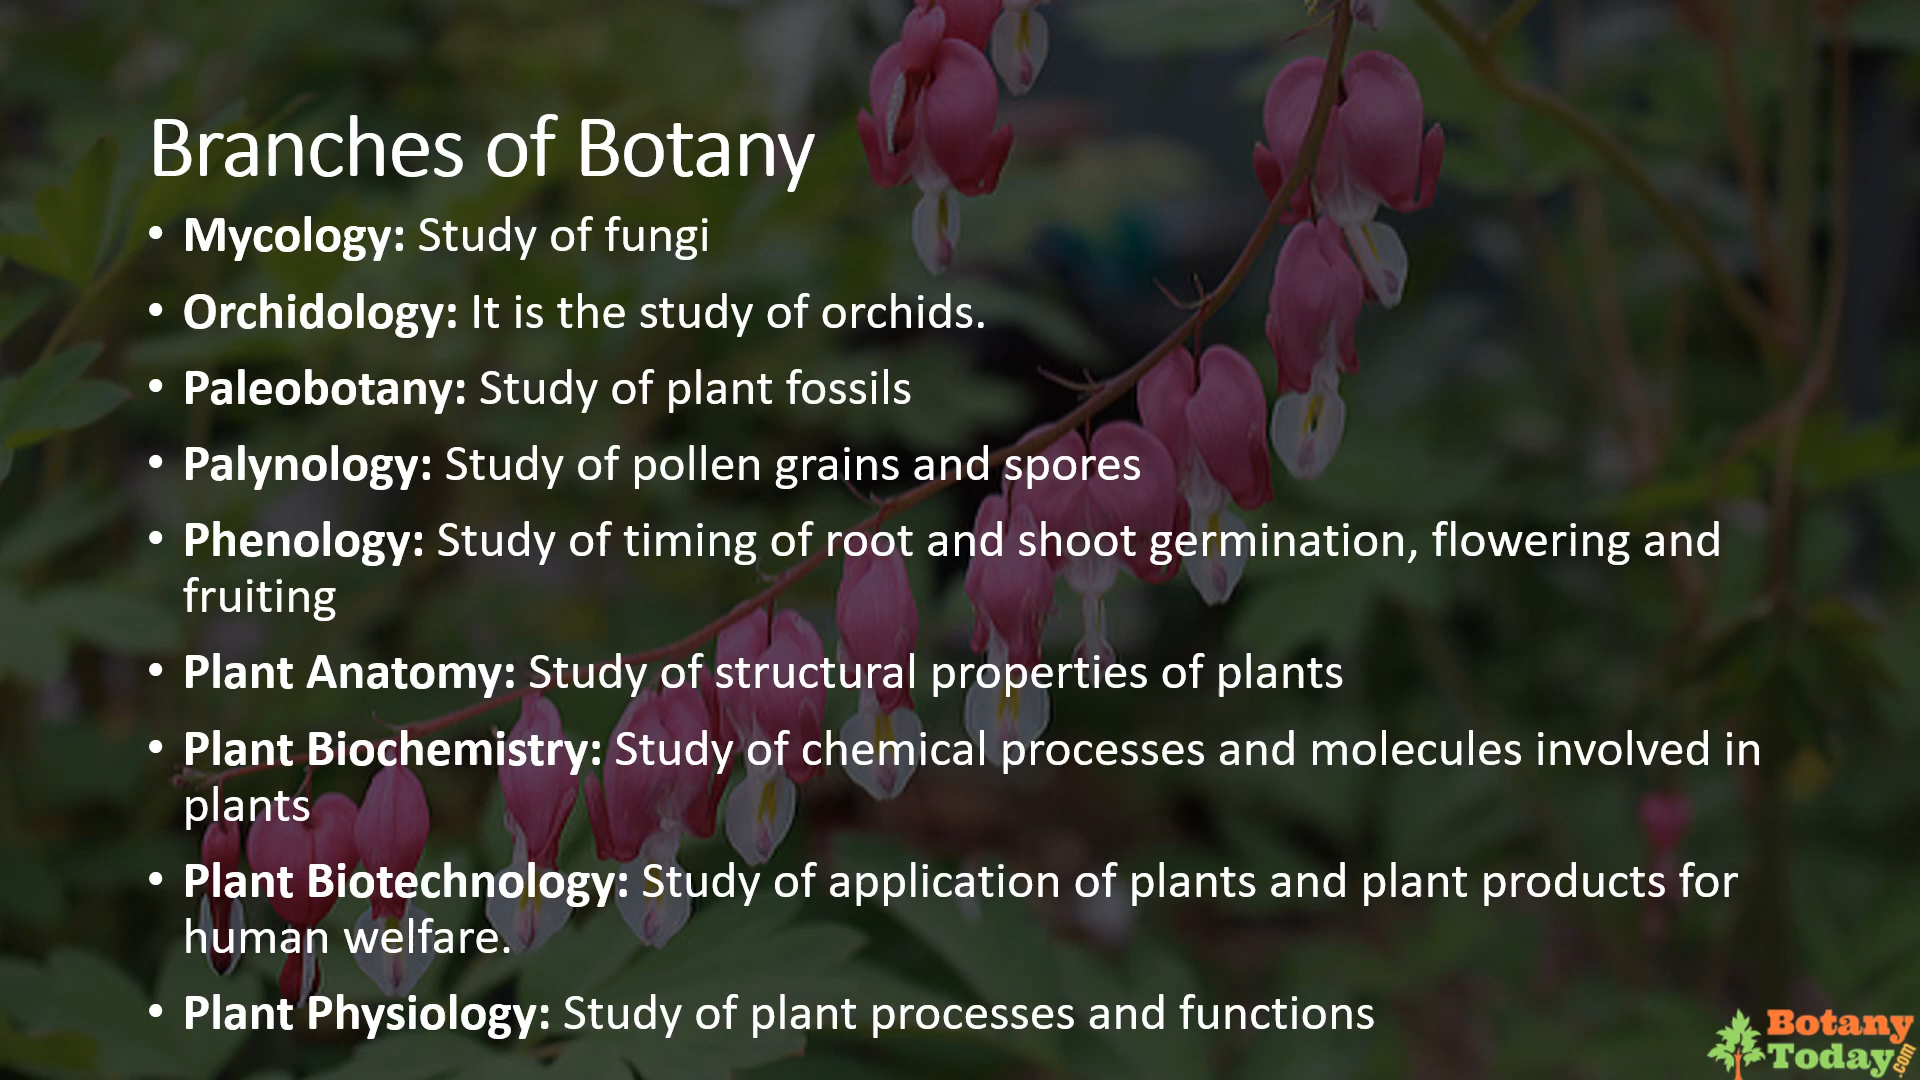 Branches of Botany
• Mycology: Study of fungi
• Orchidology: It is the study of orchids.
• Paleobotany: Study of plant fossils
• Palynology: Study of pollen grains and spores
• Phenology: Study of timing of root and shoot germination, flowering and
fruiting
• Plant Anatomy: Study of structural properties of plants
• Plant Biochemistry: Study of chemical processes and molecules involved in
plants
• Plant Biotechnology: Study of application of plants and plant products for
human welfare.
• Plant Physiology: Study of plant processes and functions
Botany
Today.com